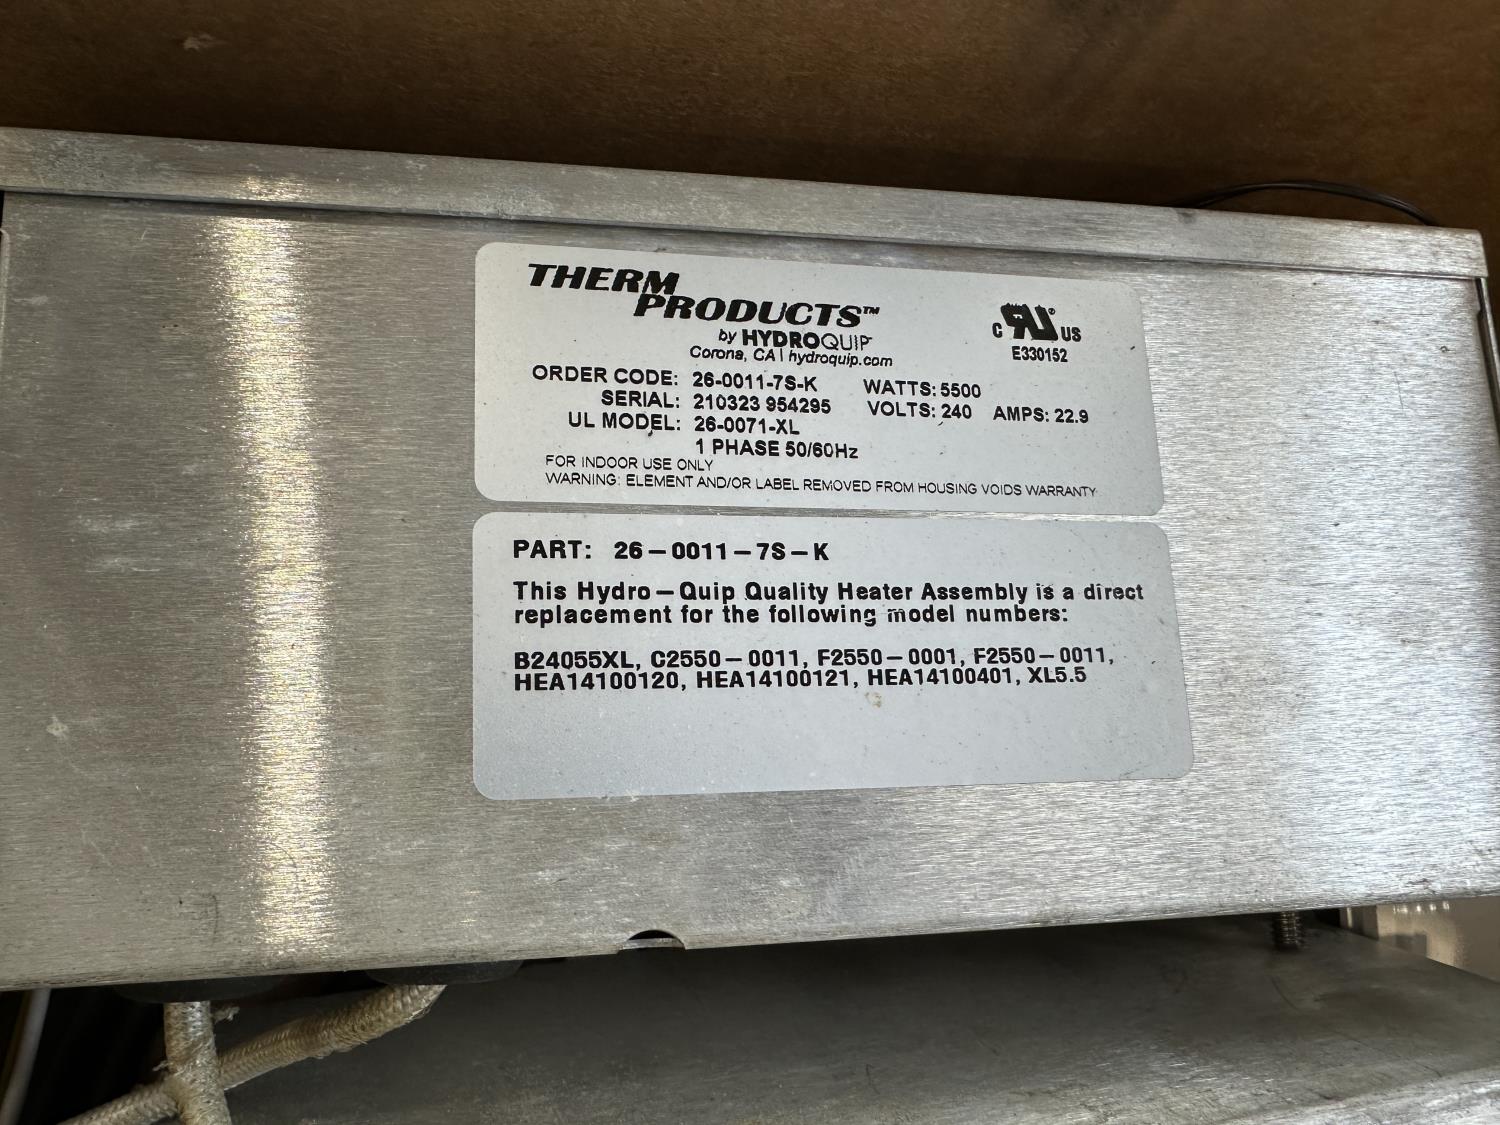 THERM
PRODUCTS™
by HYDROQUIP
Corona, CA | hydroquip.com
C RU® US
E330152
ORDER CODE: 26-0011-7S-K WATTS: 5500
SERIAL: 210323 954295 VOLTS: 240 AMPS: 22.9
UL MODEL: 26-0071-XL
1 PHASE 50/60Hz
FOR INDOOR USE ONLY
WARNING: ELEMENT AND/OR LABEL REMOVED FROM HOUSING VOIDS WARRANTY
PART: 26-0011-7S-K
This Hydro-Quip Quality Heater Assembly is a direct
replacement for the following model numbers:
B24055XL, C2550-0011, F2550-0001, F2550-0011,
HEA14100120, HEA14100121, HEA14100401, XL5.5